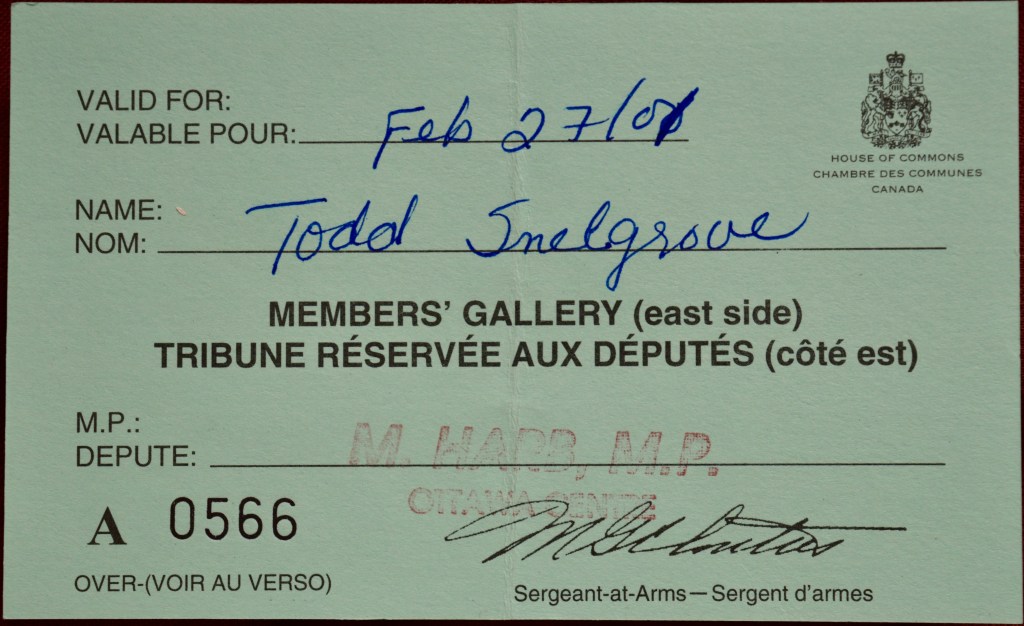 VALID FOR:
VALABLE POUR: Feb 27/01
HOUSE OF COMMONS
CHAMBRE DES COMMUNES
CANADA
NAME:
NOM: Todd Snelgrove
MEMBERS' GALLERY (east side)
TRIBUNE RÉSERVÉE AUX DÉPUTÉS (côté est)
M.P.:
DEPUTE: M. HARB, M.P.
OTTAWA CENTRE
A 0566
OVER-(VOIR AU VERSO)
Sergeant-at-Arms—Sergent d'armes